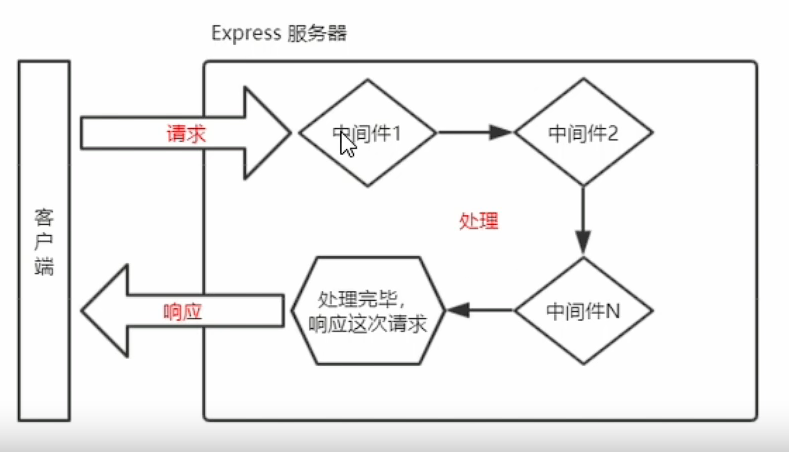 Express 服务器
请求
中间件1
中间件2
客
户
端
处理
处理完毕，
响应这次请求
响应
中间件N